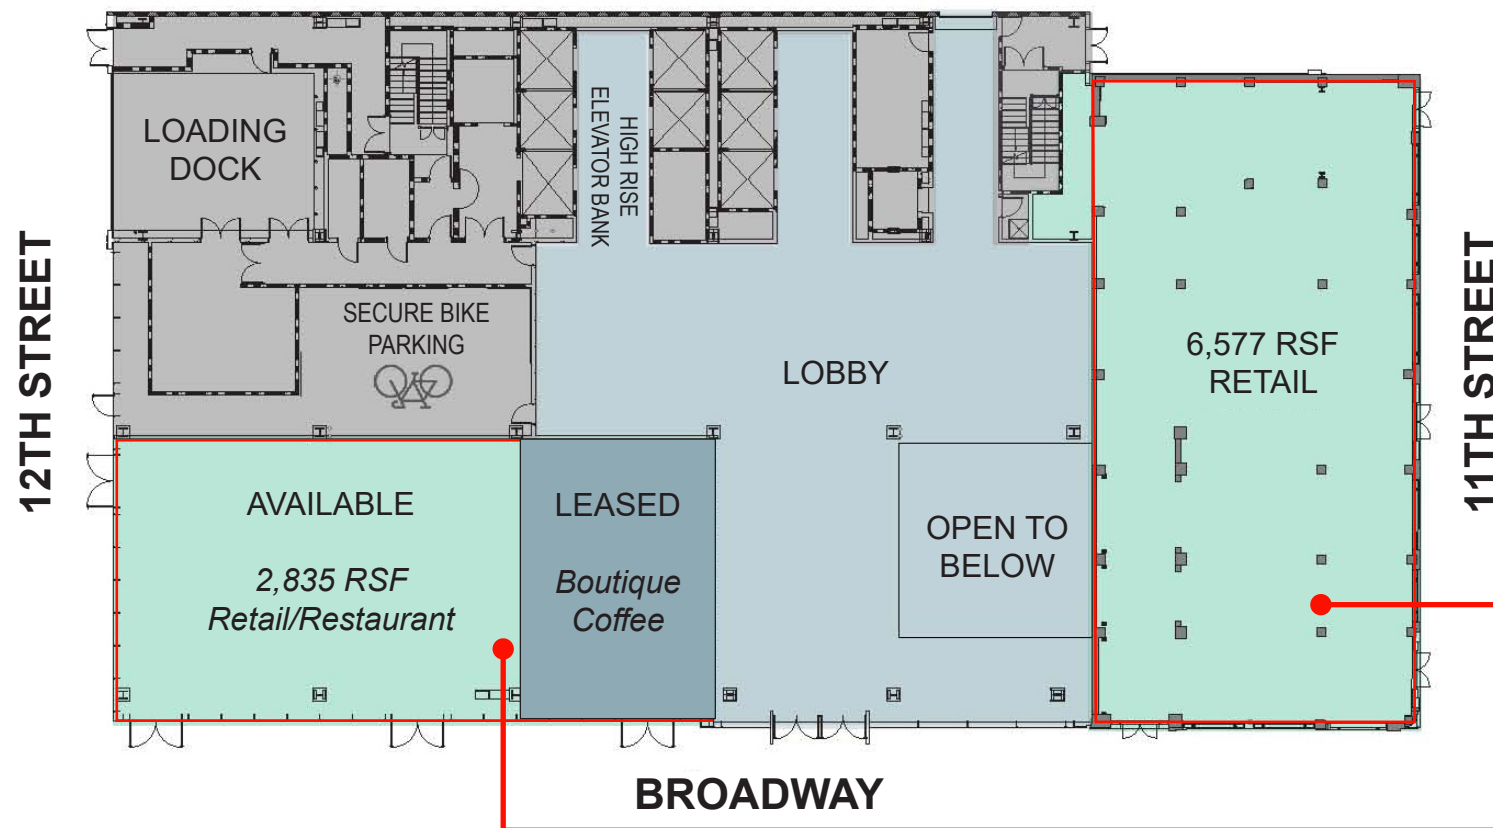 LOADING
DOCK
HIGH RISE
ELEVATOR BANK
12TH STREET
SECURE BIKE
PARKING
LOBBY
6,577 RSF
RETAIL
11TH STREET
AVAILABLE
2,835 RSF
Retail/Restaurant
LEASED
Boutique
Coffee
OPEN TO
BELOW
BROADWAY